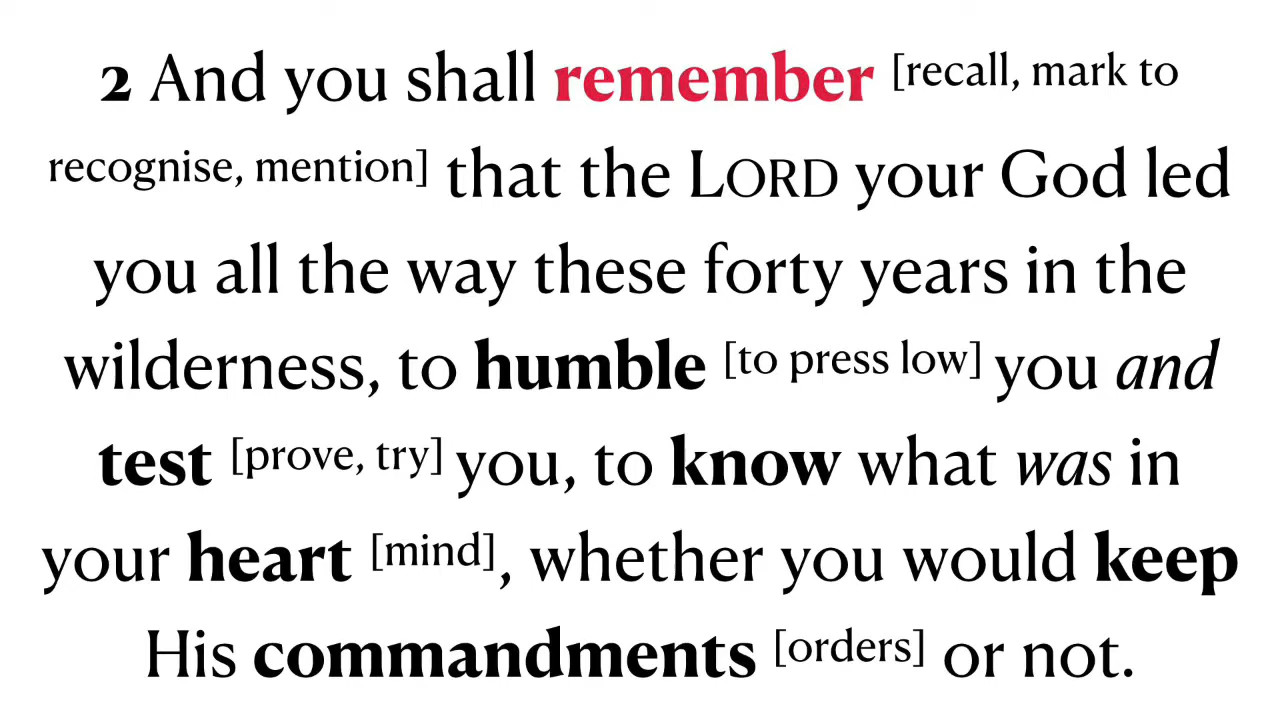 2 And you shall remember [recall, mark to
recognise, mention] that the LORD your God led
you all the way these forty years in the
wilderness, to humble [to press low] you and
test [prove, try] you, to know what was in
your heart [mind], whether you would keep
His commandments [orders] or not.